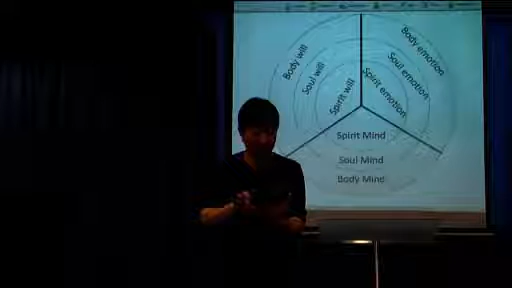 Body will
Soul will
Spirit will
Body emotion
Soul emotion
Spirit emotion
Spirit Mind
Soul Mind
Body Mind